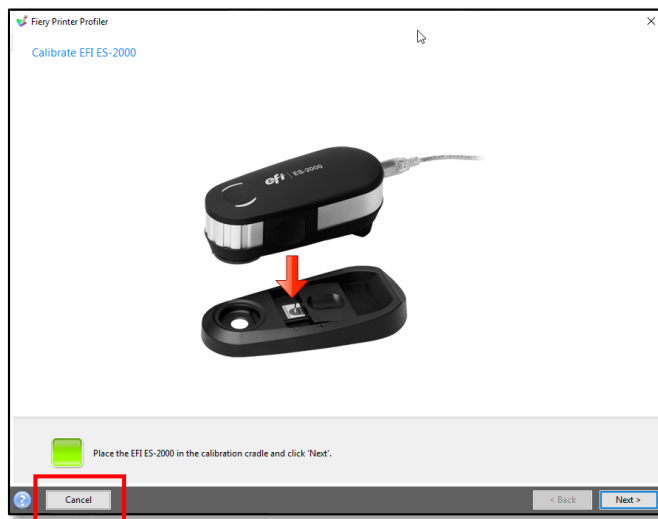 Fiery Printer Profiler
Calibrate EFI ES-2000
efi ES-2000
Place the EFI ES-2000 in the calibration cradle and click 'Next'.
? Cancel < Back Next >